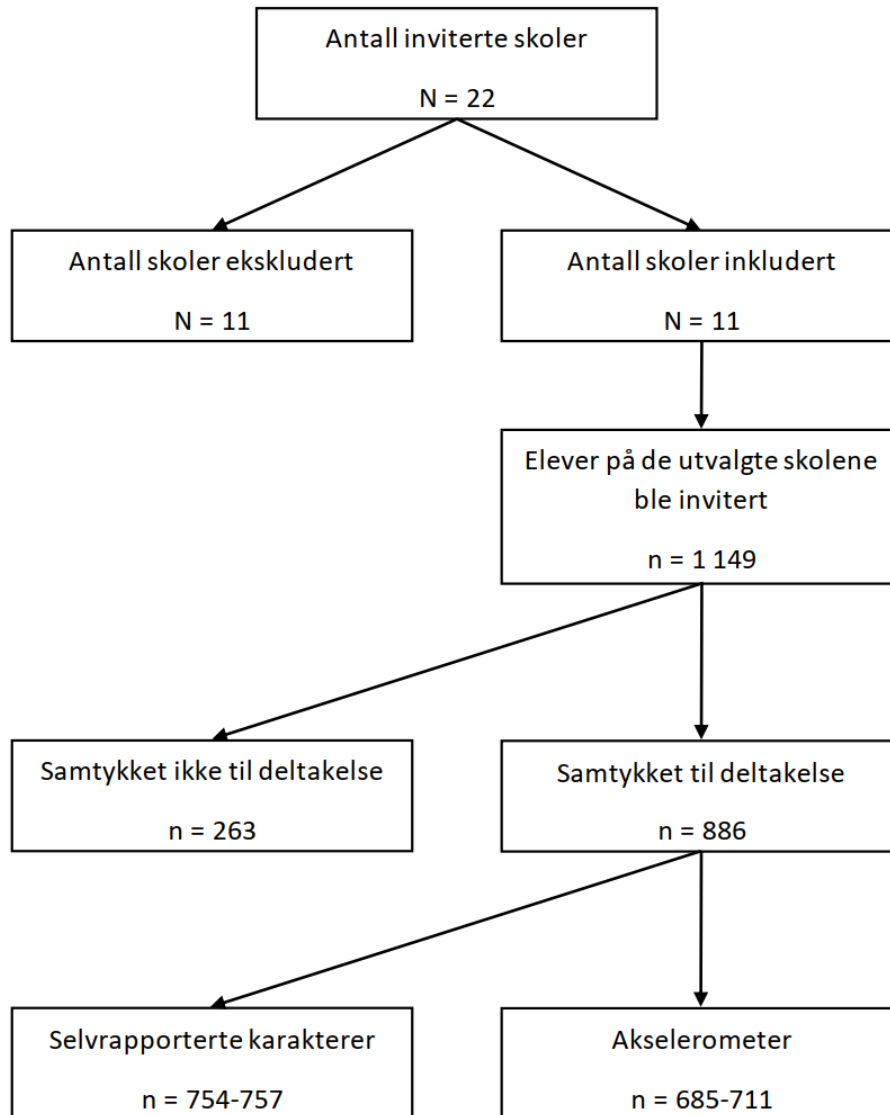 Antall inviterte skoler
N = 22
Antall skoler ekskludert
N = 11
Antall skoler inkludert
N = 11
Elever på de utvalgte skolene
ble invitert
n = 1 149
Samtykket ikke til deltakelse
n = 263
Samtykket til deltakelse
n = 886
Selvrapporterte karakterer
n = 754-757
Akselerometer
n = 685-711